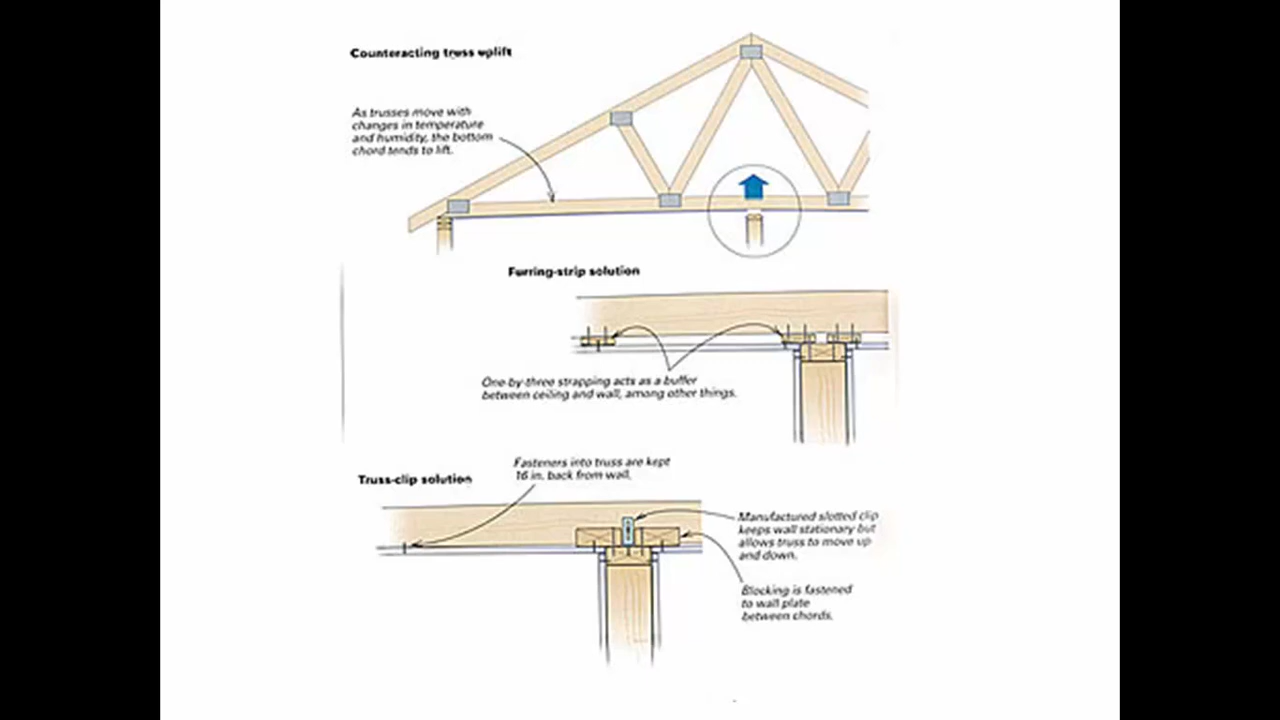 Counteracting truss uplift
As trusses move with
changes in temperature
and humidity, the bottom
chord tends to lift.
Furring-strip solution
One-by-three strapping acts as a buffer
between ceiling and wall, among other things.
Truss-clip solution
Fasteners into truss are kept
16 in. back from wall.
Manufactured slotted clip
keeps wall stationary but
allows truss to move up
and down.
Blocking is fastened
to wall plate
between chords.